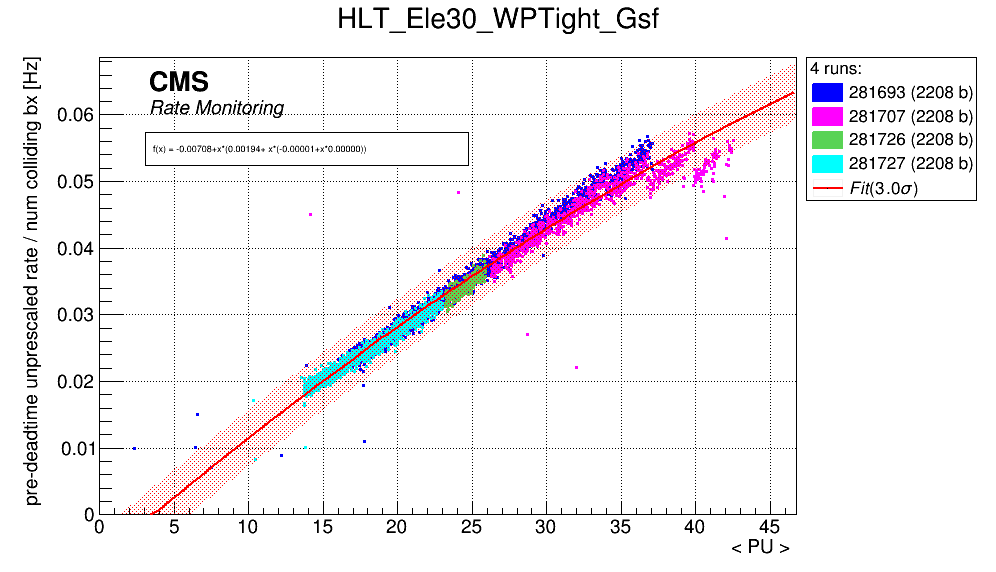 HLT_Ele30_WPTight_Gsf
pre-deadtime unprescaled rate / num colliding bx [Hz]
CMS
Rate Monitoring
f(x) = -0.00708+x*(0.00194+ x*(-0.00001+x*0.00000))
0.06
0.05
0.04
0.03
0.02
0.01
0
0 5 10 15 20 25 30 35 40 45
< PU >
4 runs:
281693 (2208 b)
281707 (2208 b)
281726 (2208 b)
281727 (2208 b)
Fit(3.0σ)